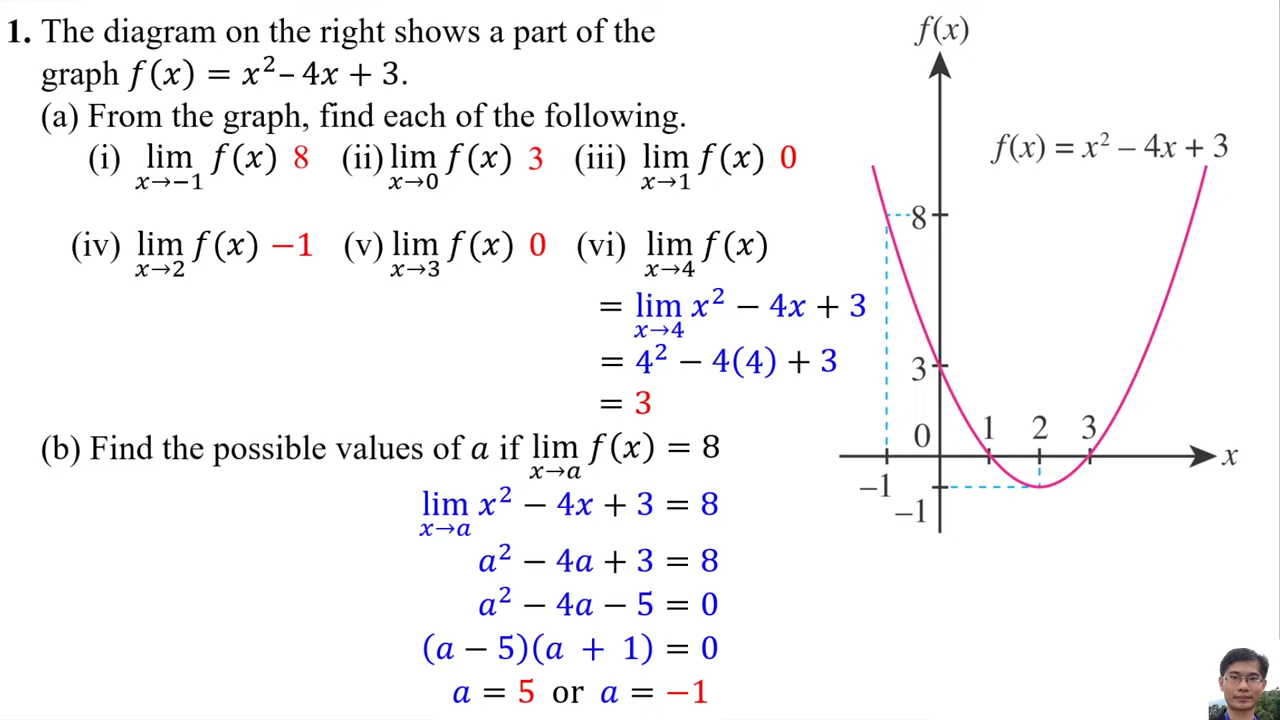 1. The diagram on the right shows a part of the
graph f(x) = x² – 4x + 3.
(a) From the graph, find each of the following.
(i) lim x→−1 f(x) 8 (ii) lim x→0 f(x) 3 (iii) lim x→1 f(x) 0
(iv) lim x→2 f(x) −1 (v) lim x→3 f(x) 0 (vi) lim x→4 f(x)
= lim x→4 x² − 4x + 3
= 4² − 4(4) + 3
= 3
(b) Find the possible values of a if lim x→a f(x) = 8
lim x→a x² − 4x + 3 = 8
a² − 4a + 3 = 8
a² − 4a − 5 = 0
(a − 5)(a + 1) = 0
a = 5 or a = −1
f(x)
f(x) = x² − 4x + 3
8
3
0 1 2 3
x
−1
−1